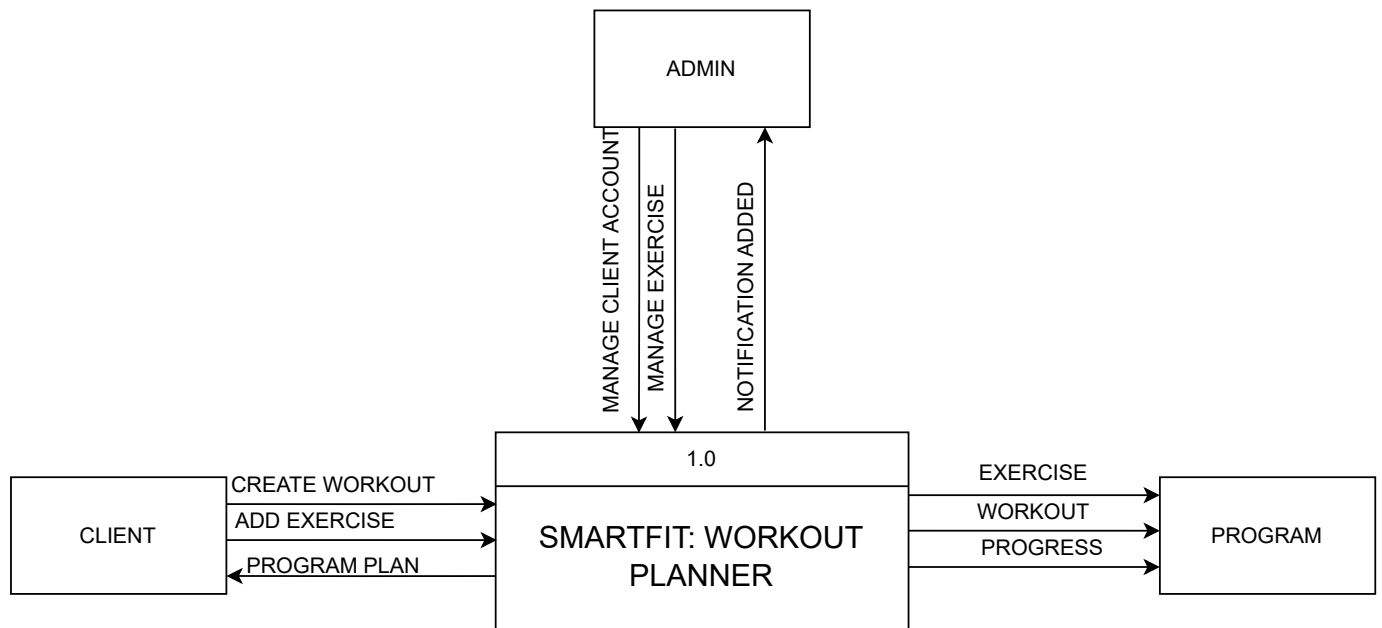 ADMIN
MANAGE CLIENT ACCOUNT
MANAGE EXERCISE
NOTIFICATION ADDED
1.0
SMARTFIT: WORKOUT
PLANNER
CLIENT
CREATE WORKOUT
ADD EXERCISE
PROGRAM PLAN
EXERCISE
WORKOUT
PROGRESS
PROGRAM